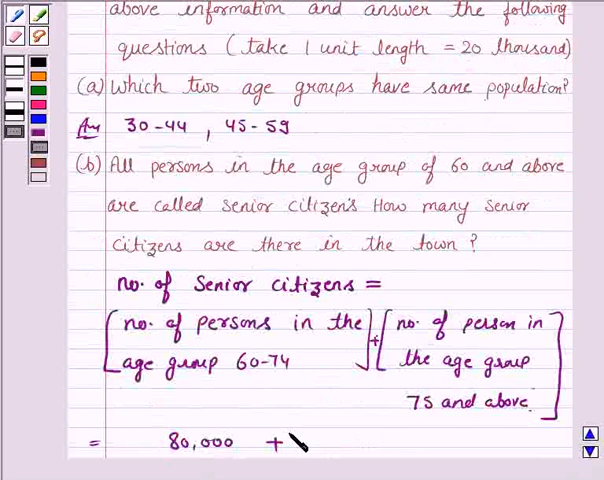 above information and answer the following
questions (take 1 unit length = 20 thousand)
(a) Which two age groups have same population?
Ans 30-44, 45-59
(b) All persons in the age group of 60 and above
are called senior citizen's How many senior
citizens are there in the town?
no. of senior citizens =
[no. of persons in the age group 60-74] + [no. of person in the age group 75 and above]
= 80,000 +